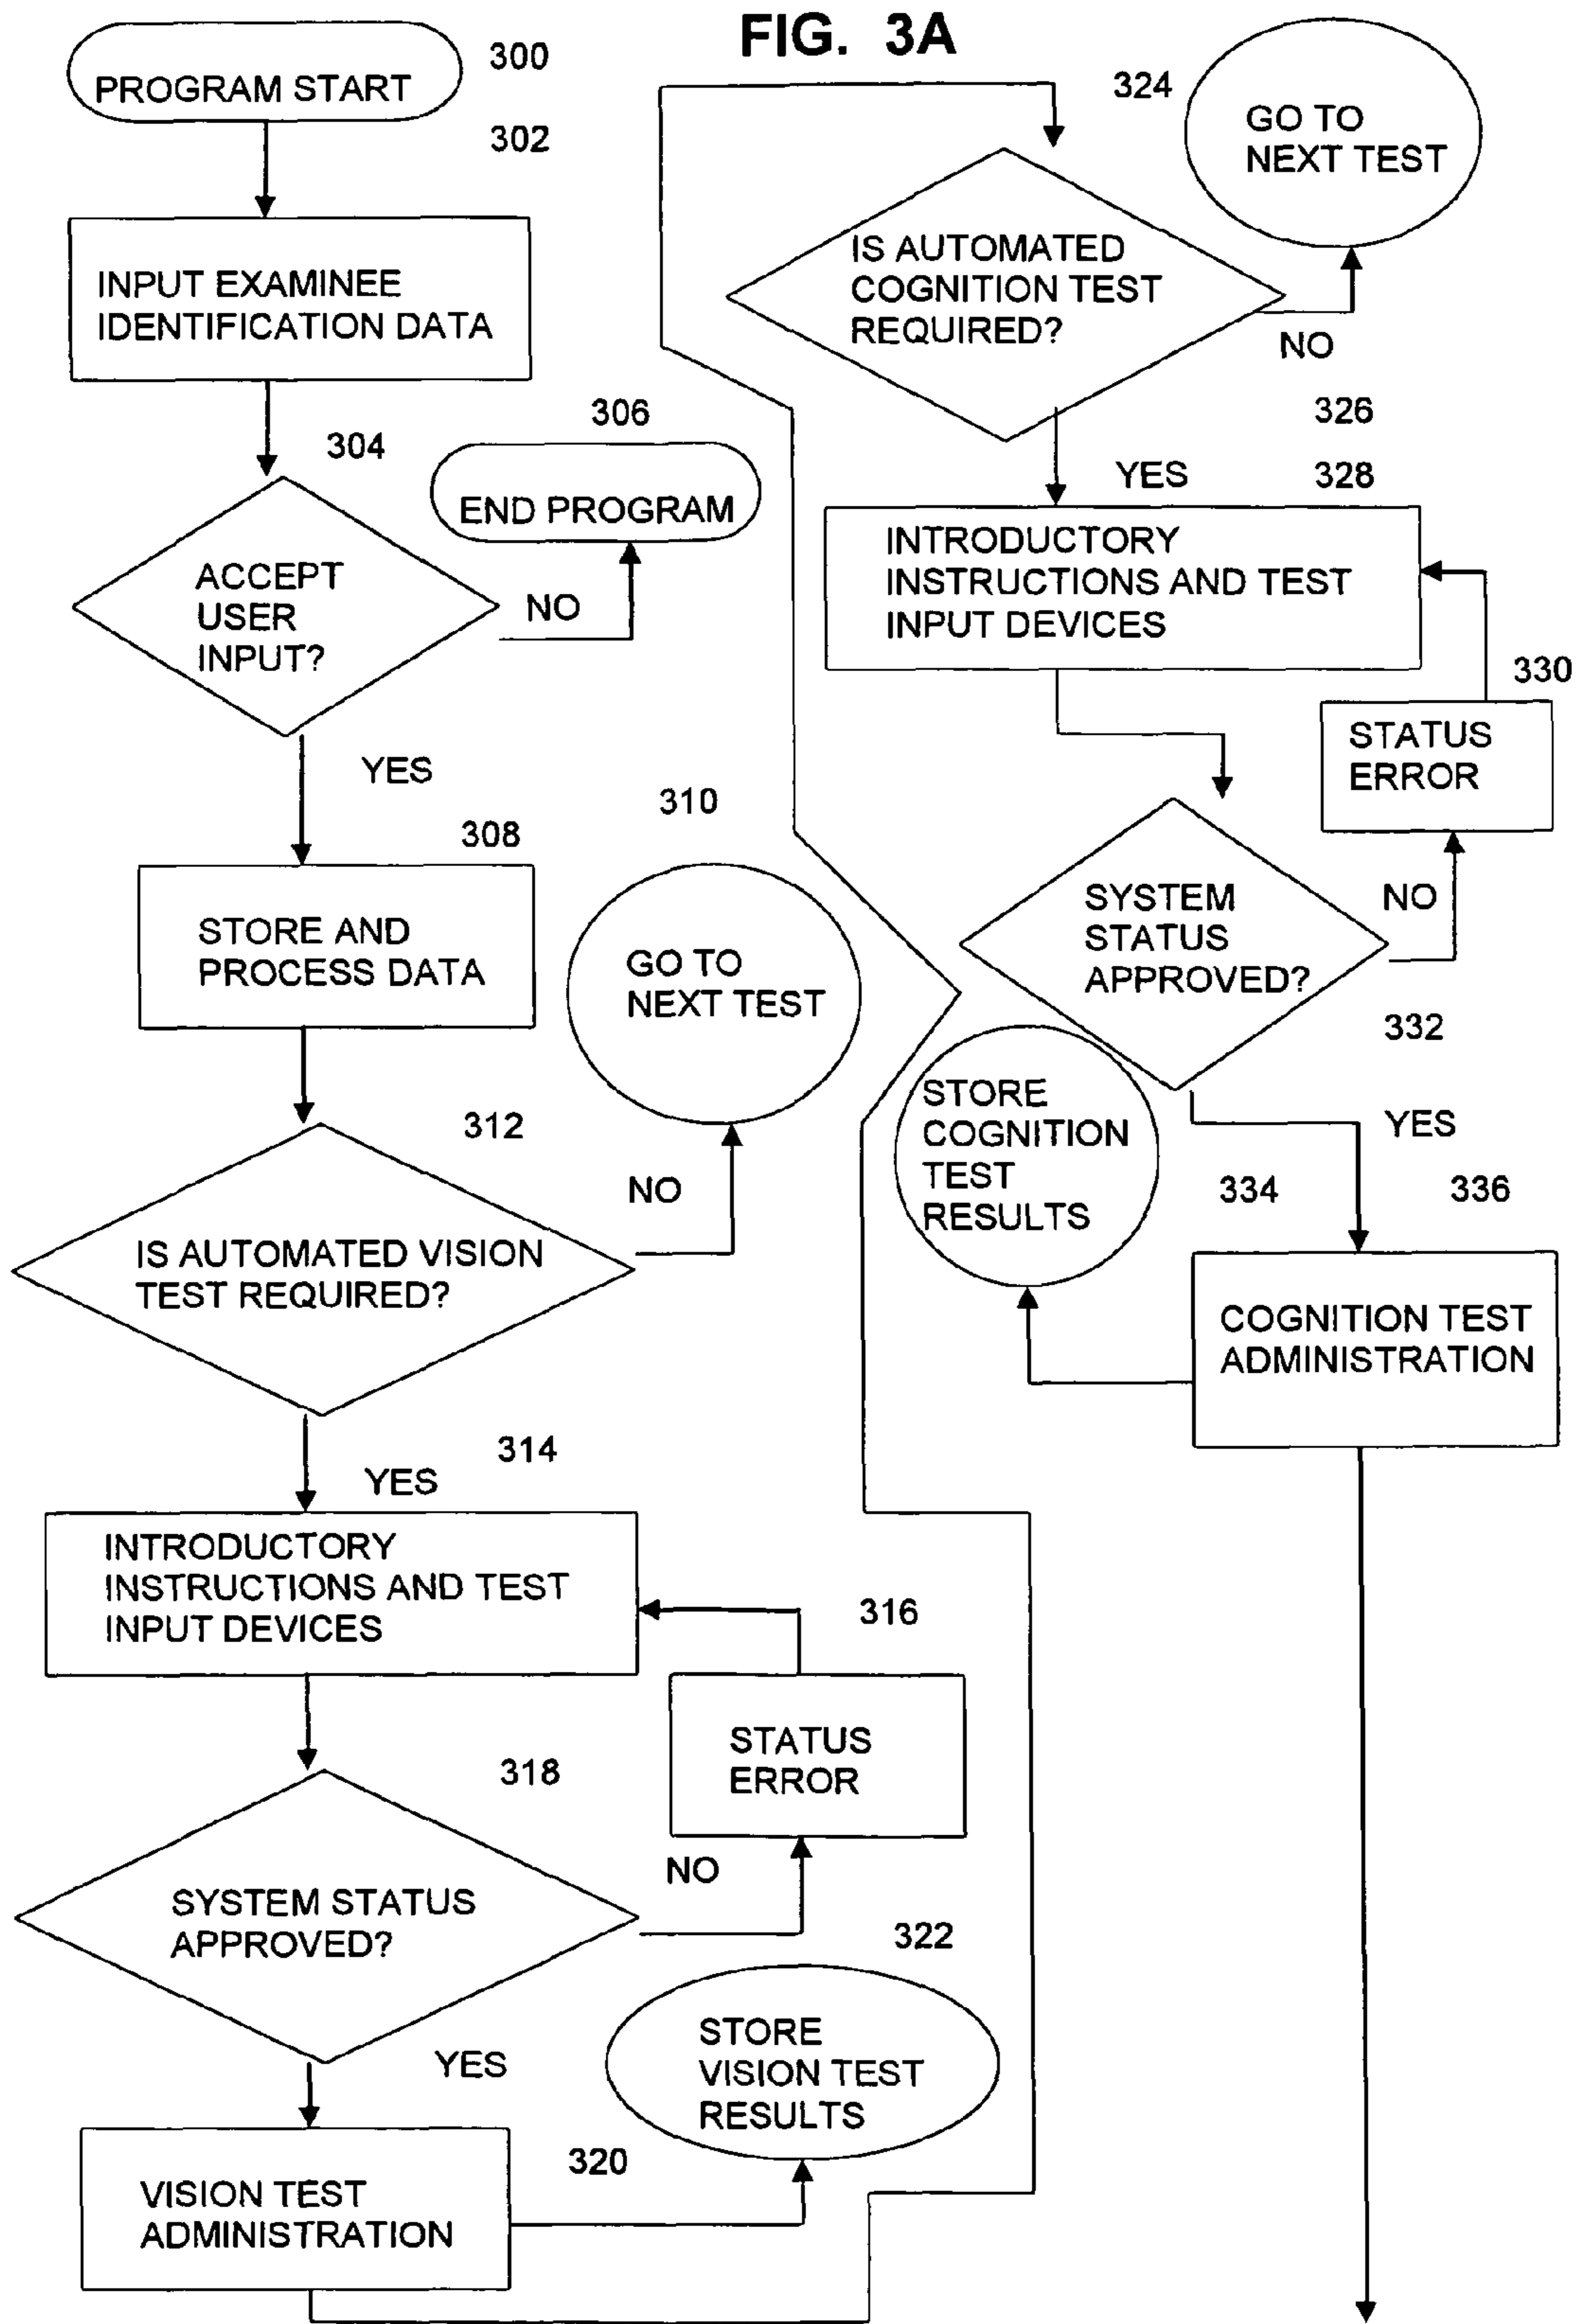 FIG. 3A
300
PROGRAM START
302
INPUT EXAMINEE
IDENTIFICATION DATA
304
306
END PROGRAM
ACCEPT
USER
INPUT?
NO
YES
308
310
STORE AND
PROCESS DATA
GO TO
NEXT TEST
312
NO
IS AUTOMATED VISION
TEST REQUIRED?
314
YES
INTRODUCTORY
INSTRUCTIONS AND TEST
INPUT DEVICES
316
STATUS
ERROR
318
NO
SYSTEM STATUS
APPROVED?
322
YES
STORE
VISION TEST
RESULTS
320
VISION TEST
ADMINISTRATION
324
GO TO
NEXT TEST
IS AUTOMATED
COGNITION TEST
REQUIRED?
NO
326
YES
328
INTRODUCTORY
INSTRUCTIONS AND TEST
INPUT DEVICES
330
STATUS
ERROR
SYSTEM
STATUS
APPROVED?
NO
332
STORE
COGNITION
TEST
RESULTS
YES
334
336
COGNITION TEST
ADMINISTRATION